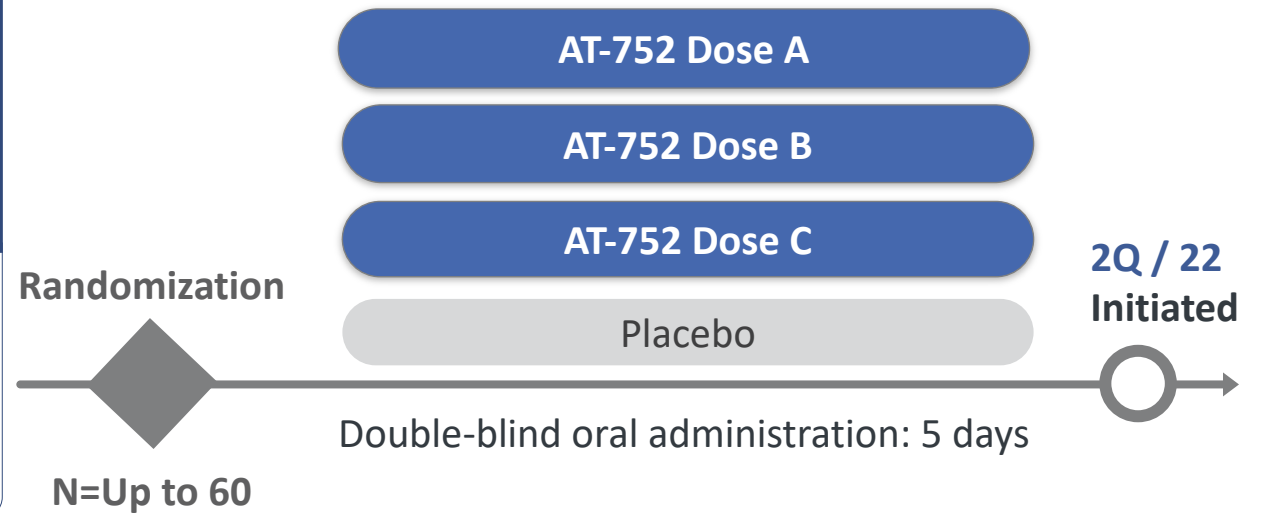 AT-752 Dose A
AT-752 Dose B
AT-752 Dose C
Placebo
Randomization
2Q / 22
Initiated
Double-blind oral administration: 5 days
N=Up to 60